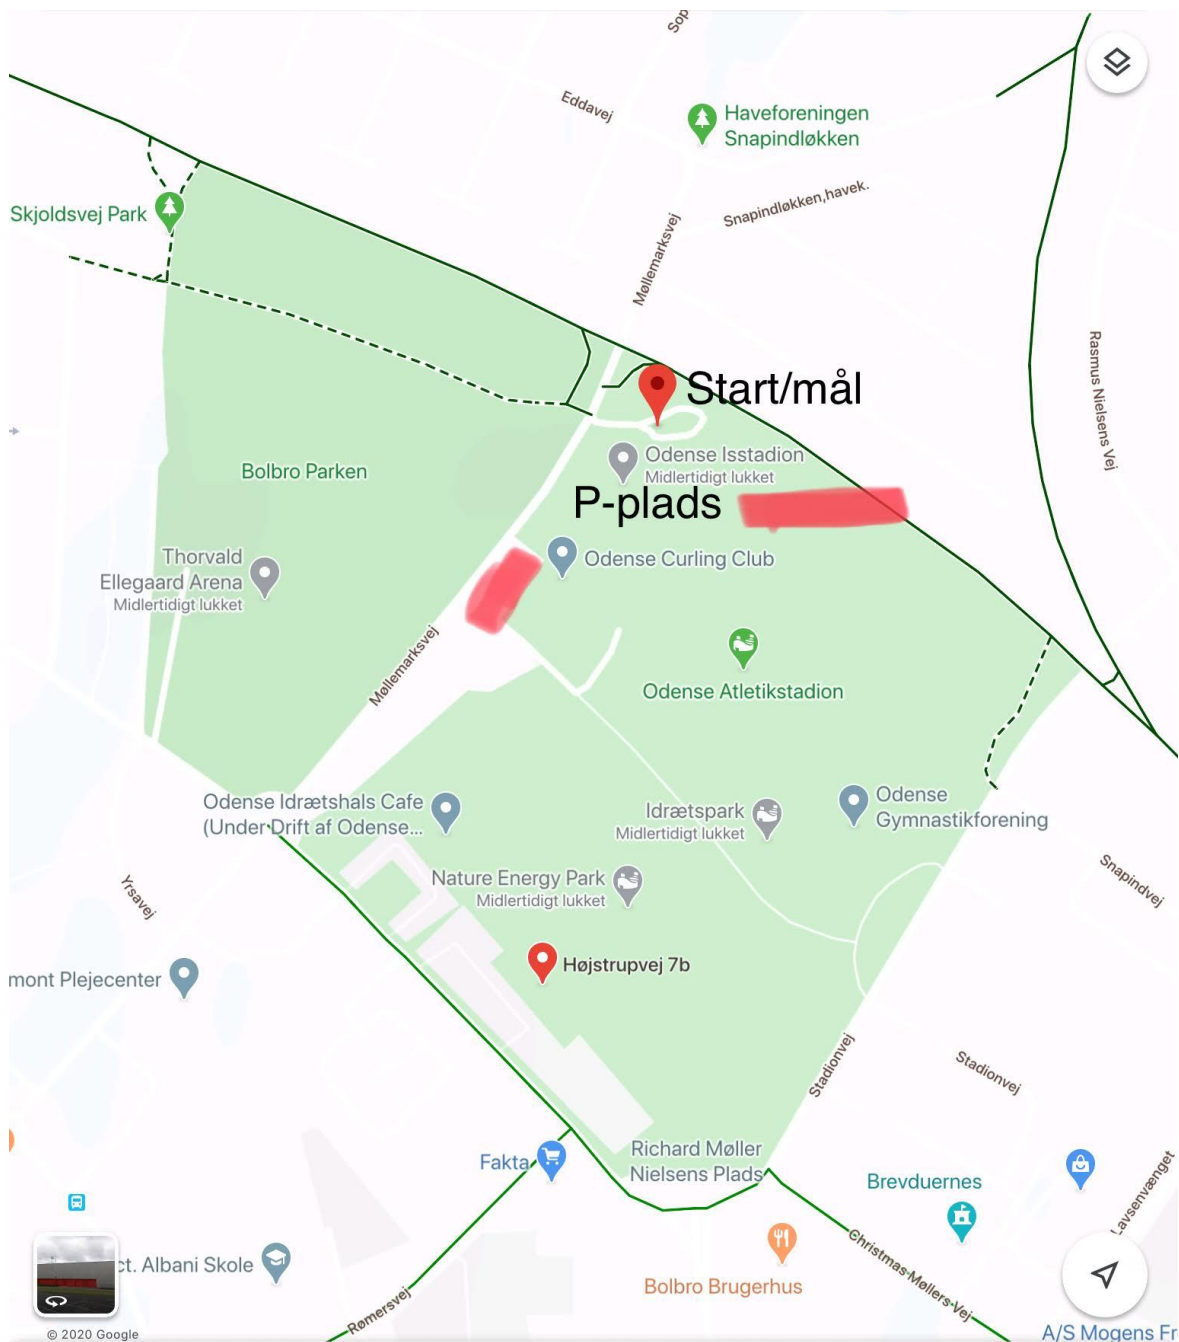 Sop
Eddavej
Haveforeningen
Snapindløkken
Skjoldsvej Park
Snapindløkken,havek.
Møllemarksvej
Rasmus Nielsens Vej
Start/mål
Odense Isstadion
Midlertidigt lukket
Bolbro Parken
P-plads
Thorvald
Ellegaard Arena
Midlertidigt lukket
Odense Curling Club
Møllemarksvej
Odense Atletikstadion
Odense Idrætshals Cafe
(Under Drift af Odense...
Idrætspark
Midlertidigt lukket
Odense
Gymnastikforening
Yrsavej
Nature Energy Park
Midlertidigt lukket
Snapindvej
mont Plejecenter
Højstrupvej 7b
Stadionvej
Stadionvej
Fakta
Richard Møller
Nielsens Plads
Brevduernes
Lavsenvænget
ct. Albani Skole
Christmas Møllers Vej
Bolbro Brugerhus
Rømersvej
© 2020 Google
A/S Mogens Fr